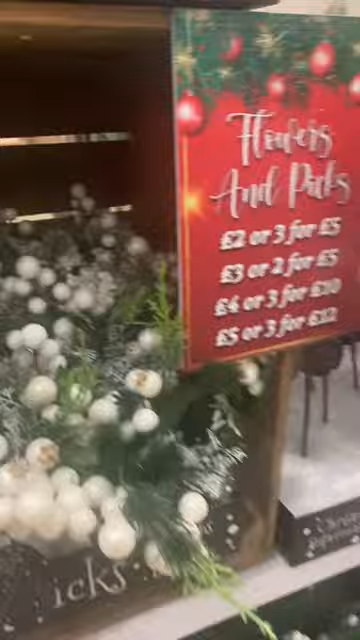 Flowers
And Picks
£2 or 3 for £5
£3 or 2 for £5
£4 or 3 for £10
£5 or 3 for £12
icks